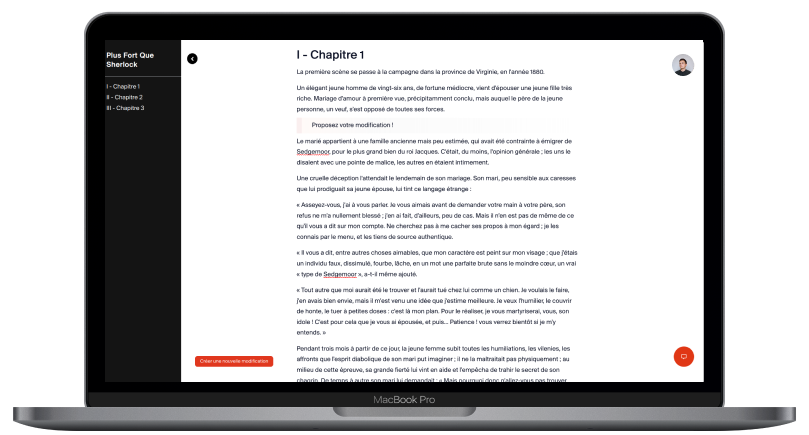 Plus Fort Que
Sherlock
I - Chapitre 1
II - Chapitre 2
III - Chapitre 3
I - Chapitre 1
La première scène se passe à la campagne dans la province de Virginie, en l'année 1880.
Un élégant jeune homme de vingt-six ans, de fortune médiocre, vient d'épouser une jeune fille très
riche. Mariage d'amour à première vue, précipitamment conclu, mais auquel le père de la jeune
personne, un veuf, s'est opposé de toutes ses forces.
Proposez votre modification !
Le marié appartient à une famille ancienne mais peu estimée, qui avait été contrainte à émigrer de
Sedgemoor, pour le plus grand bien du roi Jacques. C'était, du moins, l'opinion générale ; les uns le
disaient avec une pointe de malice, les autres en étaient intimement.
Une cruelle déception l'attendait le lendemain de son mariage. Son mari, peu sensible aux caresses
que lui prodiguait sa jeune épouse, lui tint ce langage étrange :
« Asseyez-vous, j'ai à vous parler. Je vous aimais avant de demander votre main à votre père, son
refus ne m'a nullement blessé ; j'en ai fait, d'ailleurs, peu de cas. Mais il n'en est pas de même de ce
qu'il vous a dit sur mon compte. Ne cherchez pas à me cacher ses propos à mon égard ; je les
connais par le menu, et les tiens de source authentique.
« Il vous a dit, entre autres choses aimables, que mon caractère est peint sur mon visage ; que j'étais
un individu faux, dissimulé, fourbe, lâche, en un mot une parfaite brute sans le moindre cœur, un vrai
« type de Sedgemoor », a-t-il même ajouté.
« Tout autre que moi aurait été le trouver et l'aurait tué chez lui comme un chien. Je voulais le faire,
j'en avais bien envie, mais il m'est venu une idée que j'estime meilleure. Je veux l'humilier, le couvrir
de honte, le tuer à petites doses : c'est là mon plan. Pour le réaliser, je vous martyriserai, vous, son
idole ! C'est pour cela que je vous ai épousée, et puis... Patience ! vous verrez bientôt si je m'y
entends. »
Pendant trois mois à partir de ce jour, la jeune femme subit toutes les humiliations, les vilenies, les
affronts que l'esprit diabolique de son mari put imaginer ; il ne la maltraitait pas physiquement ; au
milieu de cette épreuve, sa grande fierté lui vint en aide et l'empêcha de trahir le secret de son
chagrin. De temps à autre son mari lui demandait : « Mais pourquoi donc n'allez-vous pas trouver
Créer une nouvelle modification
MacBook Pro